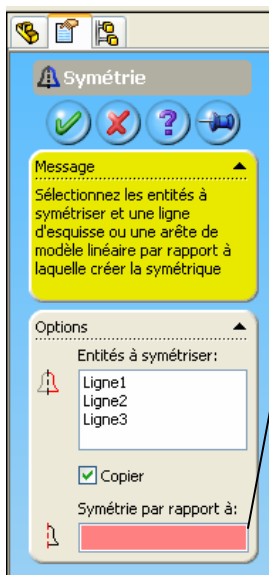 Symétrie
?
Message
Sélectionnez les entités à
symétriser et une ligne
d'esquisse ou une arête de
modèle linéaire par rapport à
laquelle créer la symétrique
Options
Entités à symétriser:
Ligne1
Ligne2
Ligne3
Copier
Symétrie par rapport à: